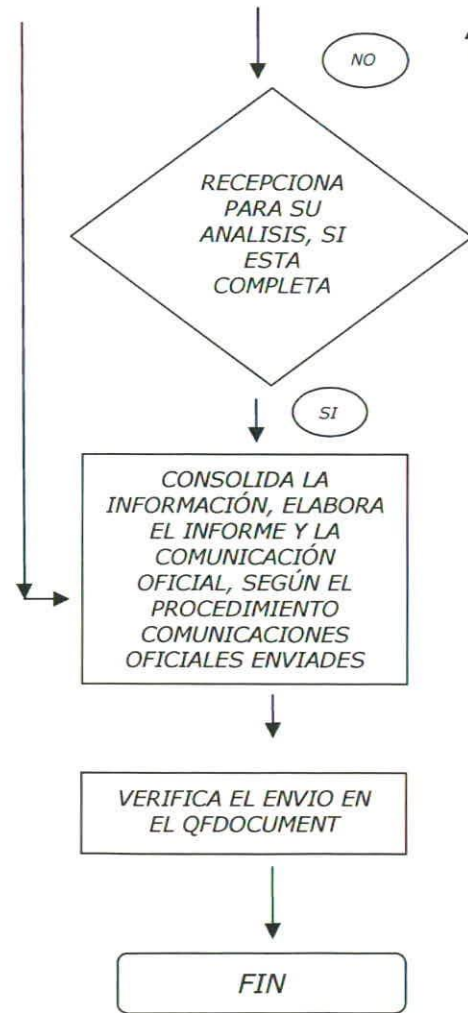 NO
RECEPCIONA
PARA SU
ANALISIS, SI
ESTA
COMPLETA
SI
CONSOLIDA LA
INFORMACIÓN, ELABORA
EL INFORME Y LA
COMUNICACIÓN
OFICIAL, SEGÚN EL
PROCEDIMIENTO
COMUNICACIONES
OFICIALES ENVIADES
VERIFICA EL ENVIO EN
EL QFDOCUMENT
FIN